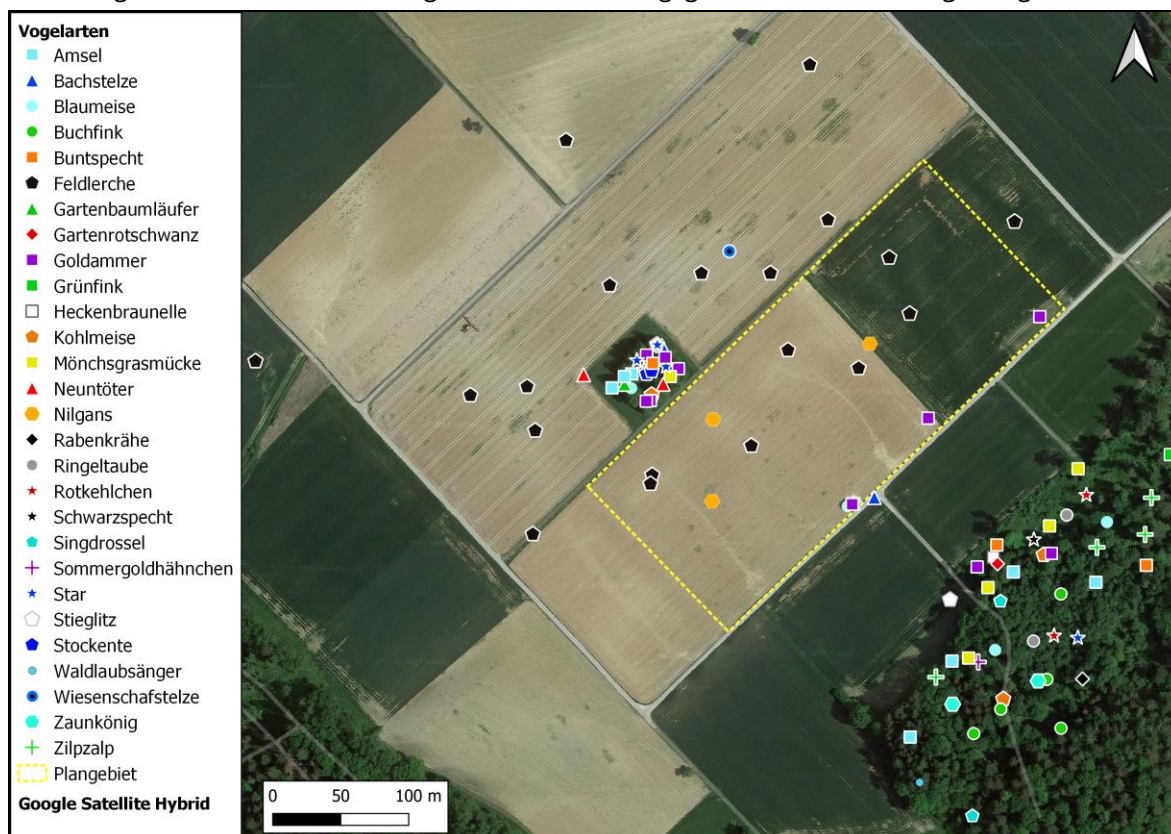 Vogelarten
Amsel
Bachstelze
Blaumeise
Buchfink
Buntspecht
Feldlerche
Gartenbaumläufer
Gartenrotschwanz
Goldammer
Grünfink
Heckenbraunelle
Kohlmeise
Mönchsgrasmücke
Neuntöter
Nilgans
Rabenkrähe
Ringeltaube
Rotkehlchen
Schwarzspecht
Singdrossel
Sommergoldhähnchen
Star
Stieglitz
Stockente
Waldlaubsänger
Wiesenschafstelze
Zaunkönig
Zilpzalp
Plangebiet
Google Satellite Hybrid
0 50 100 m